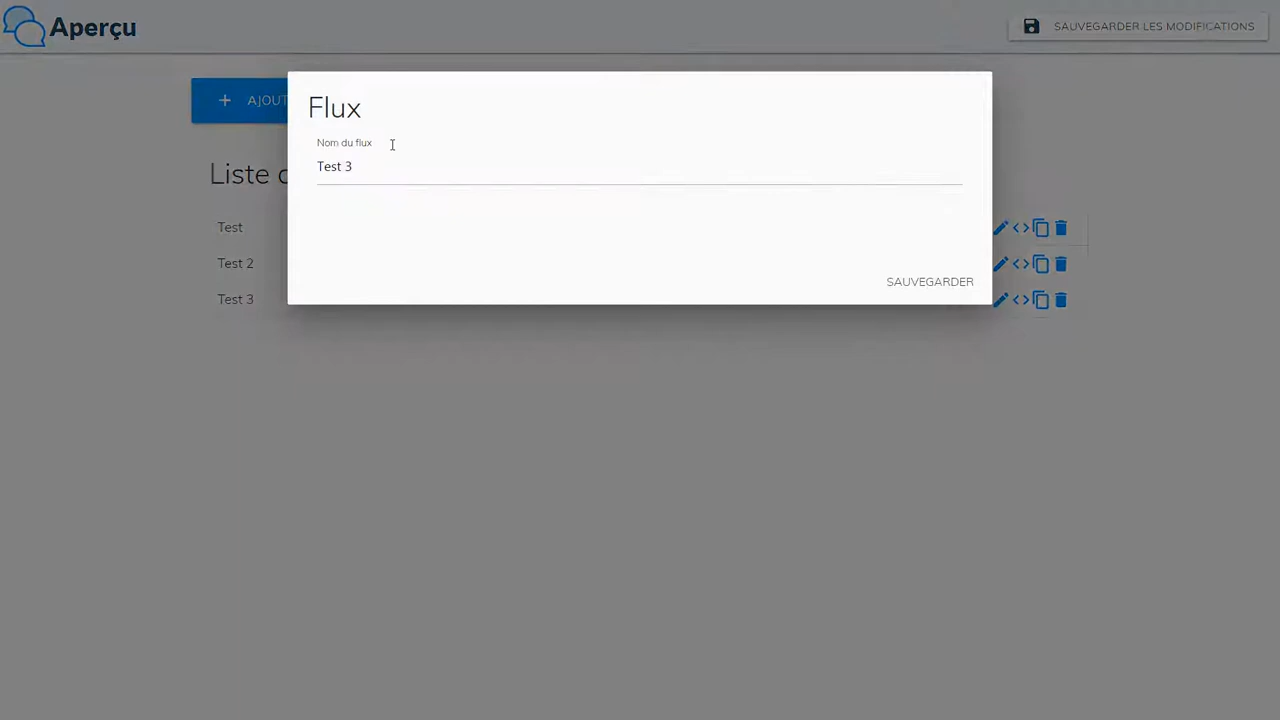 Aperçu
SAUVEGARDER LES MODIFICATIONS
AJOUT
Flux
Nom du flux
Test 3
SAUVEGARDER
Liste
Test
Test 2
Test 3